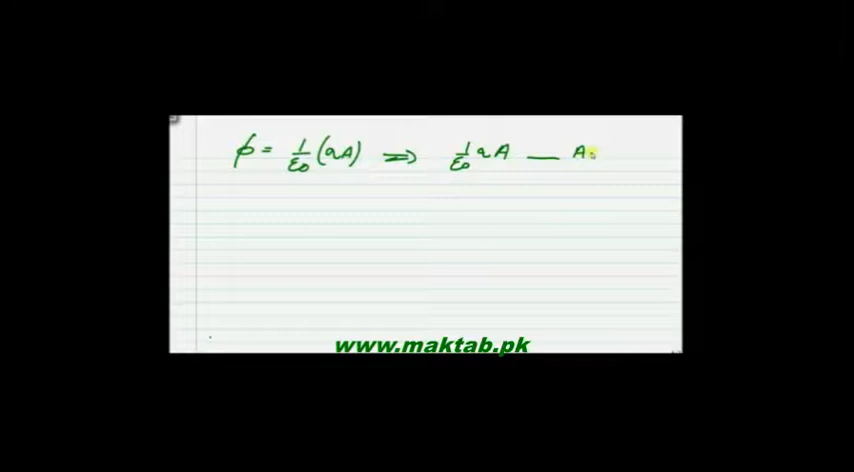 ϕ = 1/ε₀ (σA) ⇒ 1/ε₀ σA — A
www.maktab.pk